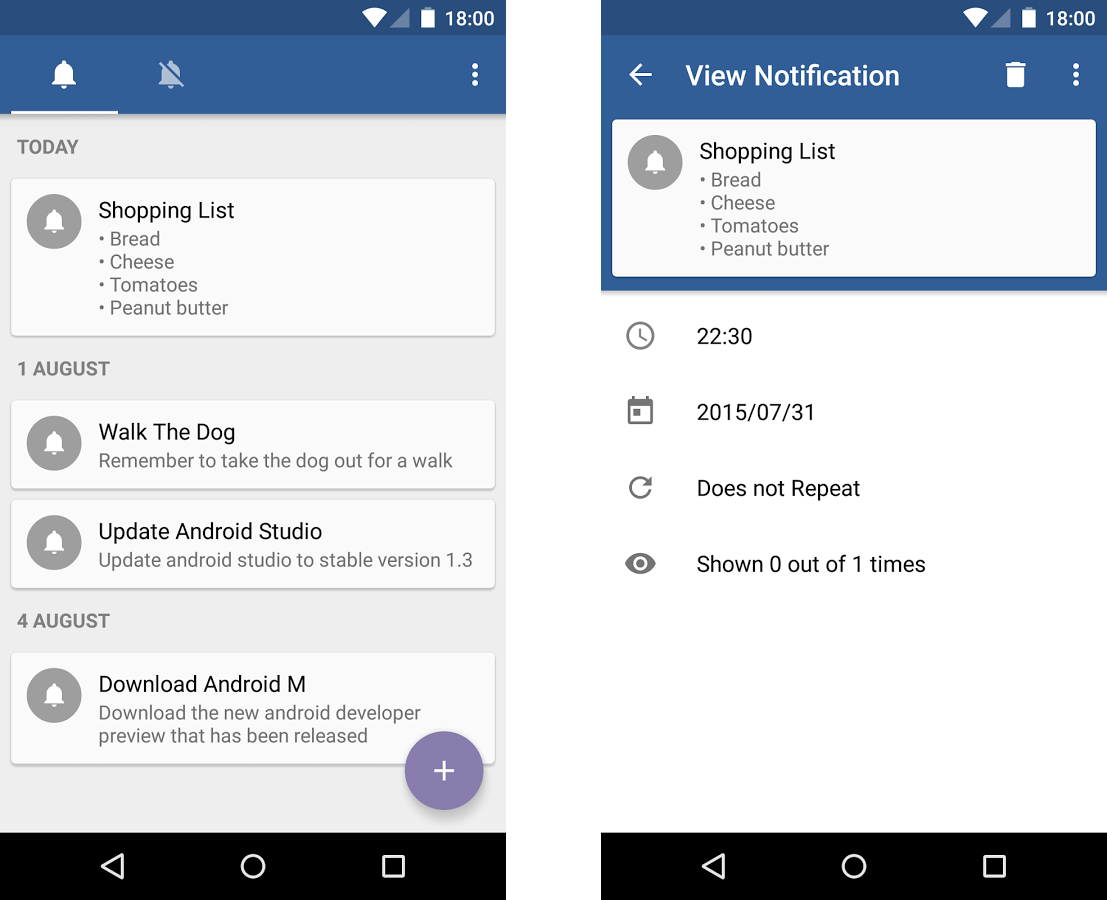 18:00
TODAY
Shopping List
• Bread
• Cheese
• Tomatoes
• Peanut butter
1 AUGUST
Walk The Dog
Remember to take the dog out for a walk
Update Android Studio
Update android studio to stable version 1.3
4 AUGUST
Download Android M
Download the new android developer
preview that has been released
18:00
View Notification
Shopping List
• Bread
• Cheese
• Tomatoes
• Peanut butter
22:30
2015/07/31
Does not Repeat
Shown 0 out of 1 times